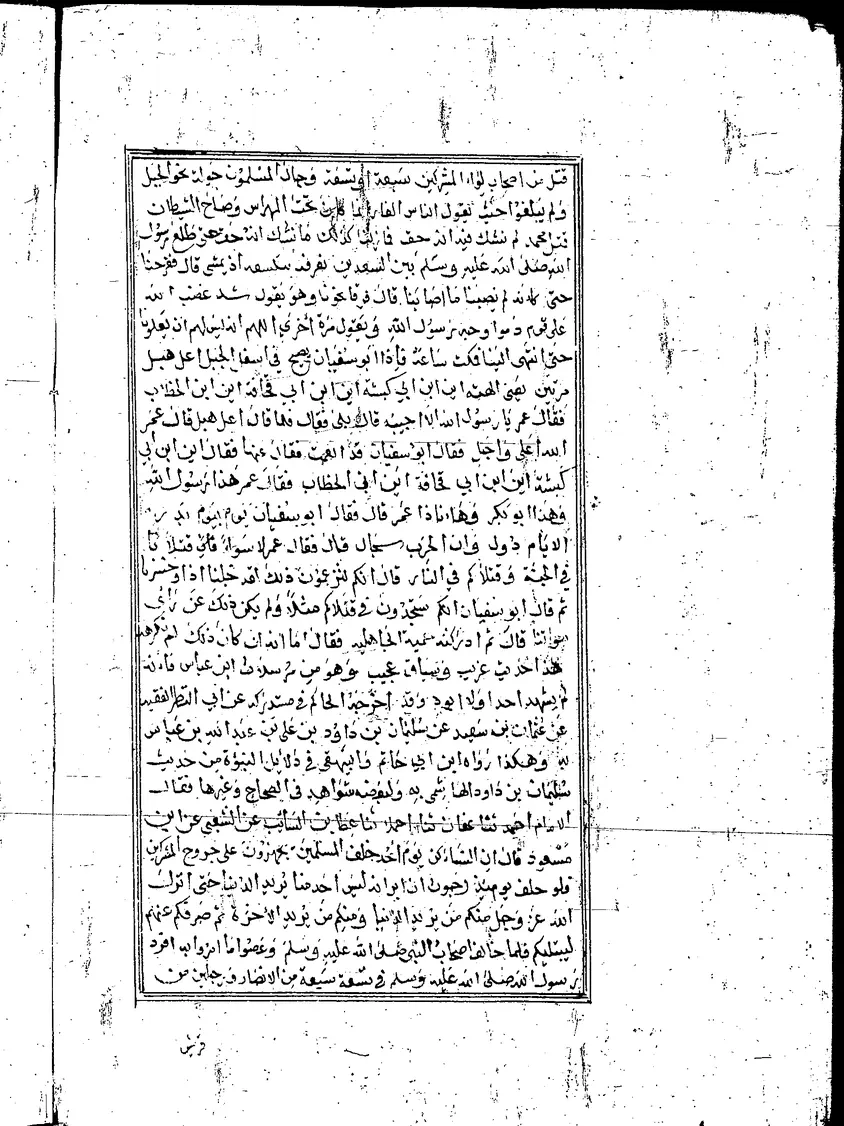 قتل من اصحاب لواء المشركين سبعة او تسعة وجال المسلمون جولة نحو الجبل
ولم يبلغوا حيث يقول الناس الغار انما كان تحت المهراس وصاح الشيطان
قتل محمد لم نشك فيه انه حق فما زلنا كذلك ما نشك انه حق حتى طلع رسول
الله صلى الله عليه وسلم بين السعدين نعرفه بتكفيه اذ يمشى قال ففرحنا
حتى كانه لم يصبنا ما اصابنا قال فرقا نحونا وهو يقول شتد غضب الله
على قوم دموا وجه رسول الله ويقول مرة اخرى اللهم انه ليس لهم ان يعلونا
حتى انتهى الينا فمكث ساعة فاذا ابو سفيان يصيح في اسفل الجبل اعل هبل
مرتين يعنى الهته اين ابن ابي كبشة اين ابن ابي قحافة اين ابن الخطاب
فقال عمر يا رسول الله الا اجيبه قال بلى فقال فلما قال اعل هبل قال عمر
الله اعلى واجل فقال ابو سفيان قد انعمت فقال عنها فقال اين ابن ابي
كبشة اين ابن ابي قحافة اين ابن الخطاب فقال عمر هذا رسول الله
وهذا ابو بكر وها انا ذا عمر قال فقال ابو سفيان يوم بيوم بدر
الايام دول وان الحرب سجال قال فقال عمر لا سواء قتلانا
في الجنة وقتلاكم في النار قال انكم لتزعمون ذلك لقد خبنا اذا وخسرنا
ثم قال ابو سفيان انكم ستجدون في قتلاكم مثلا ولم يكن ذلك عن راي
سراتنا قال ثم ادركته حمية الجاهلية فقال اما انه ان كان ذلك لم نكرهه
هذا حديث غريب وسياق عجيب وهو من مرسلات ابن عباس فانه
لم يشهد احدا ولا ابوه وقد اخرجه الحاكم في مستدركه عن ابي النضر الفقيه
عن عثمان بن سعيد عن سليمان بن داود بن علي بن عبد الله بن عباس
به وهكذا رواه ابن ابي حاتم والبيهقي في دلايل النبوة من حديث
سليمان بن داود الهاشمي به ولبعضه شواهد في الصحاح وغيرها فقال
الامام احمد ثنا عفان ثنا حماد ثنا عطا بن السائب عن الشعبي عن ابن
مسعود قال ان النساء كن يوم احد خلف المسلمين يجهزون على جروح المشركين
فلو حلفت يومئذ رجوت ان ابر انه ليس احد منا يريد الدنيا حتى انزل
الله عز وجل منكم من يريد الدنيا ومنكم من يريد الاخرة ثم صرفكم عنهم
ليبتليكم فلما خالف اصحاب النبي صلى الله عليه وسلم وعصوا ما امروا به افرد
رسول الله صلى الله عليه وسلم في تسعة سبعة من الانصار ورجلين من
قريش